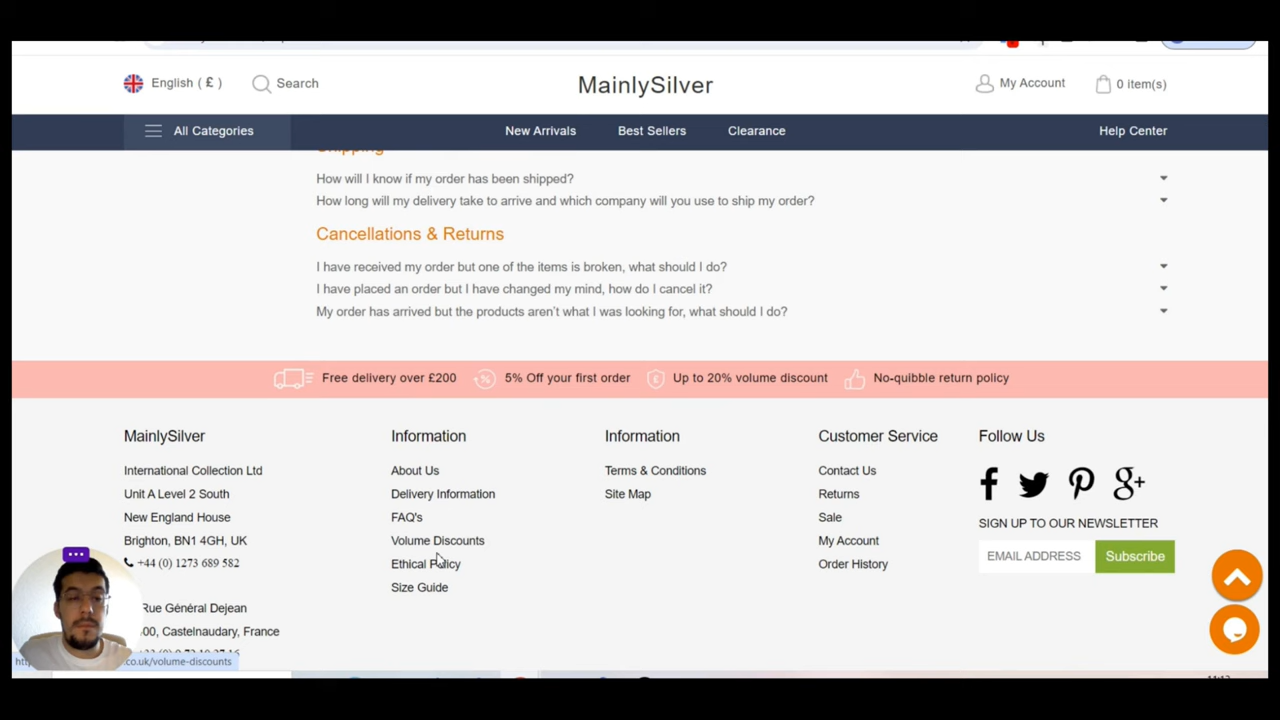 English ( £ )
Search
MainlySilver
My Account
0 item(s)
All Categories
New Arrivals
Best Sellers
Clearance
Help Center
Shipping
How will I know if my order has been shipped?
How long will my delivery take to arrive and which company will you use to ship my order?
Cancellations & Returns
I have received my order but one of the items is broken, what should I do?
I have placed an order but I have changed my mind, how do I cancel it?
My order has arrived but the products aren't what I was looking for, what should I do?
Free delivery over £200
5% Off your first order
Up to 20% volume discount
No-quibble return policy
MainlySilver
International Collection Ltd
Unit A Level 2 South
New England House
Brighton, BN1 4GH, UK
+44 (0) 1273 689 582
Rue Général Dejean
00, Castelnaudary, France
Information
About Us
Delivery Information
FAQ's
Volume Discounts
Ethical Policy
Size Guide
Information
Terms & Conditions
Site Map
Customer Service
Contact Us
Returns
Sale
My Account
Order History
Follow Us
SIGN UP TO OUR NEWSLETTER
EMAIL ADDRESS
Subscribe
.co.uk/volume-discounts